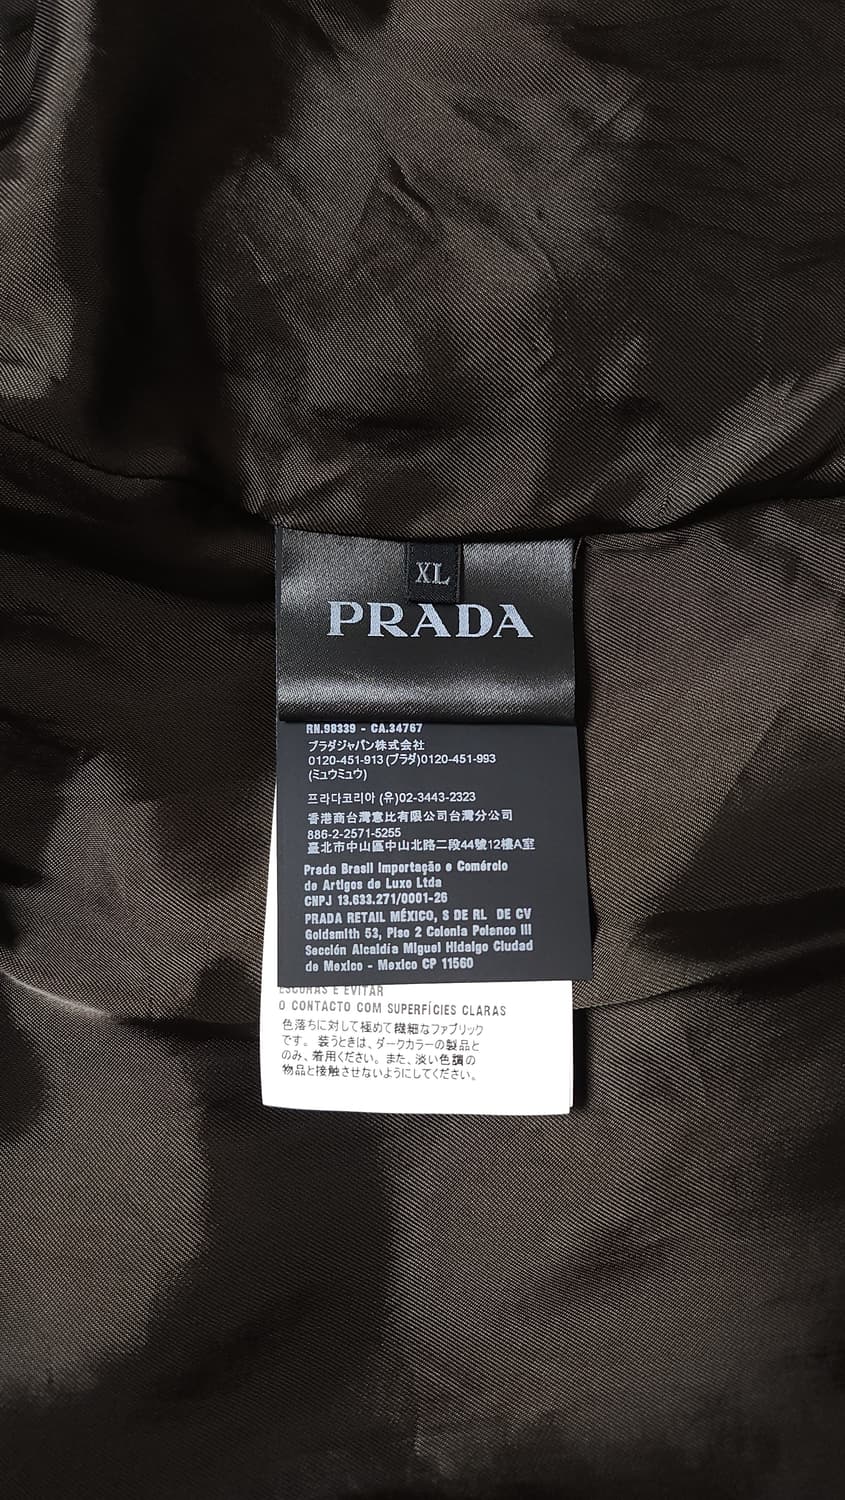 XL
PRADA
RN.98339 - CA.34767
プラダジャパン株式会社
0120-451-913(プラダ)0120-451-993
(ミュウミュウ)
프라다코리아 (유)02-3443-2323
香港商台灣意比有限公司台灣分公司
886-2-2571-5255
臺北市中山區中山北路二段44號12樓A至
Prada Brasil Importação e Comércio
de Artigos de Luxo Ltda
CNPJ 13.633.271/0001-26
PRADA RETAIL MÉXICO, S DE RL DE CV
Goldsmith 53, Piso 2 Colonia Polanco III
Sección Alcaldía Miguel Hidalgo Ciudad
de Mexico - Mexico CP 11560
ESCURAS E EVITAR
O CONTACTO COM SUPERFÍCIES CLARAS
色落ちに対して極めて繊細なファブリック
です。装うときは、ダークカラーの製品と
のみ、着用ください。また、淡い色調の
物品と接触させないようにしてください。